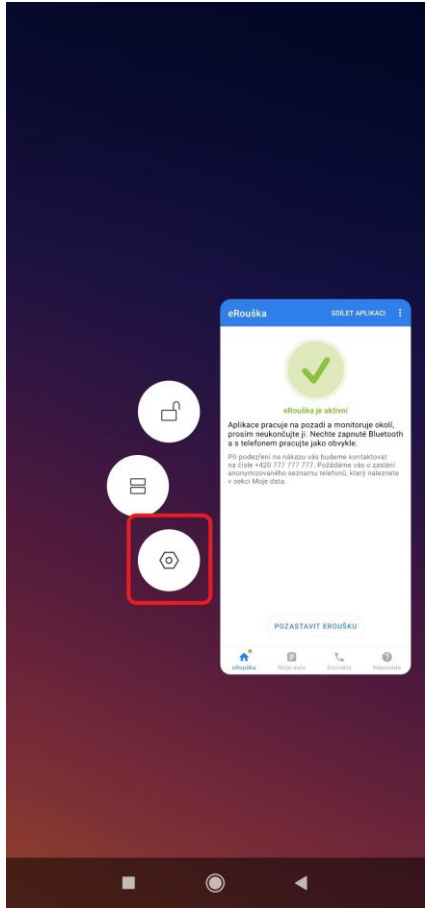 eRouška SDÍLET APLIKACI
eRouška je aktivní
Aplikace pracuje na pozadí a monitoruje okolí,
prosím neukončujte ji. Nechte zapnuté Bluetooth
a s telefonem pracujte jako obvykle.
Při podezření na nákazu vás budeme kontaktovat
na čísle +420 777 777 777. Požádáme vás o zaslání
anonymizovaného seznamu telefonů, který naleznete
v sekci Moje data.
POZASTAVIT EROUŠKU
eRouška Moje data Kontakty Nápověda